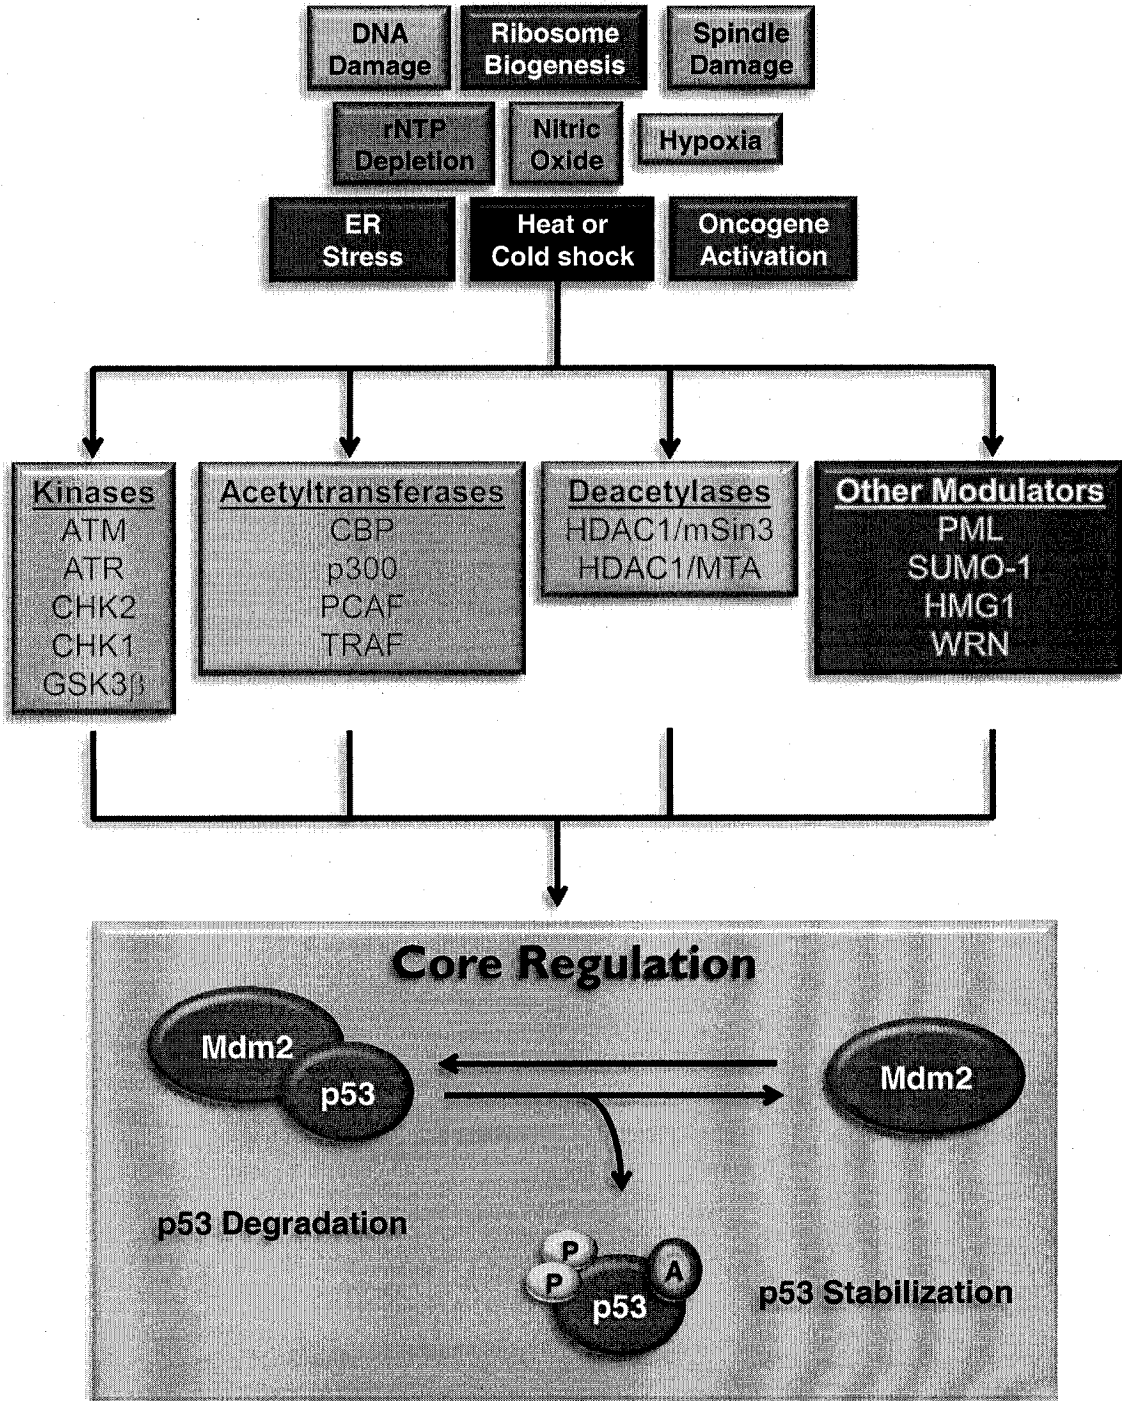 DNA
Damage
Ribosome
Biogenesis
Spindle
Damage
rNTP
Depletion
Nitric
Oxide
Hypoxia
ER
Stress
Heat or
Cold shock
Oncogene
Activation
Kinases
ATM
ATR
CHK2
CHK1
GSK3β
Acetyltransferases
CBP
p300
PCAF
TRAF
Deacetylases
HDAC1/mSin3
HDAC1/MTA
Other Modulators
PML
SUMO-1
HMG1
WRN
Core Regulation
Mdm2
p53
Mdm2
p53 Degradation
P
P
A
p53
p53 Stabilization